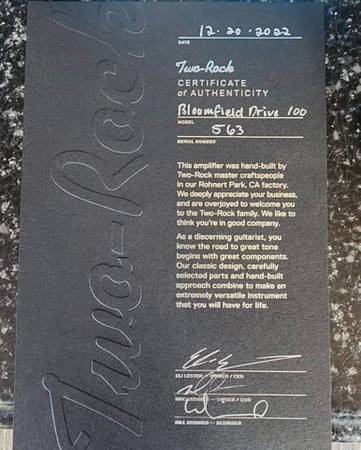 12.20.2022
DATE
Two-Rock
CERTIFICATE
of AUTHENTICITY
Bloomfield Drive 100
MODEL
563
SERIAL NUMBER
This amplifier was hand-built by
Two-Rock master craftspeople
in our Rohnert Park, CA factory.
We deeply appreciate your business,
and are overjoyed to welcome you
to the Two-Rock family. We like to
think you're in good company.
As a discerning guitarist, you
know the road to great tone
begins with great components.
Our classic design, carefully
selected parts and hand-built
approach combine to make an
extremely versatile instrument
that you will have for life.
ELI LESTER — OWNER / CEO
MAC SKINNER — OWNER / COO
BILL KRINARD — DESIGNER
Two-Rock